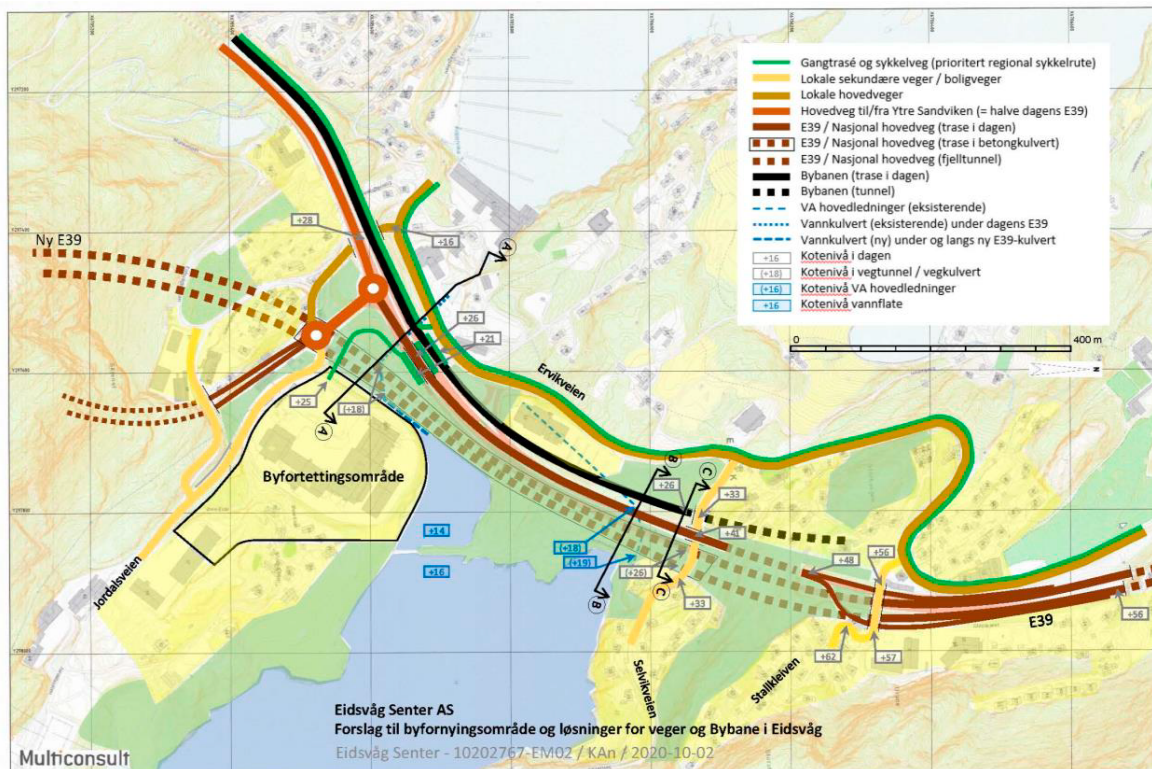 Gangtrasé og sykkelveg (prioritert regional sykkelrute)
Lokale sekundære veger / boligveger
Lokale hovedveger
Hovedveg til/fra Ytre Sandviken (= halve dagens E39)
E39 / Nasjonal hovedveg (trase i dagen)
E39 / Nasjonal hovedveg (trase i betongkulvert)
E39 / Nasjonal hovedveg (fjelltunnel)
Bybanen (trase i dagen)
Bybanen (tunnel)
VA hovedledninger (eksisterende)
Vannkulvert (eksisterende) under dagens E39
Vannkulvert (ny) under og langs ny E39-kulvert
+16 Kotenivå i dagen
(+18) Kotenivå i vegtunnel / vegkulvert
(+16) Kotenivå VA hovedledninger
+16 Kotenivå vannflate
0 400 m
N
+28
+16
A
Ny E39
+26
+21
Ervikveien
+25
(+18)
A
Byfortettingsområde
B
C
+26
+33
+14
(+18)
+41
(+19)
(+26)
+48
+56
+16
Jordalsveien
B
C
+33
E39
+56
+62
+57
Selvikveien
Stallkleiven
Eidsvåg Senter AS
Forslag til byfornyingsområde og løsninger for veger og Bybane i Eidsvåg
Eidsvåg Senter - 10202767-EM02 / KAn / 2020-10-02
Multiconsult